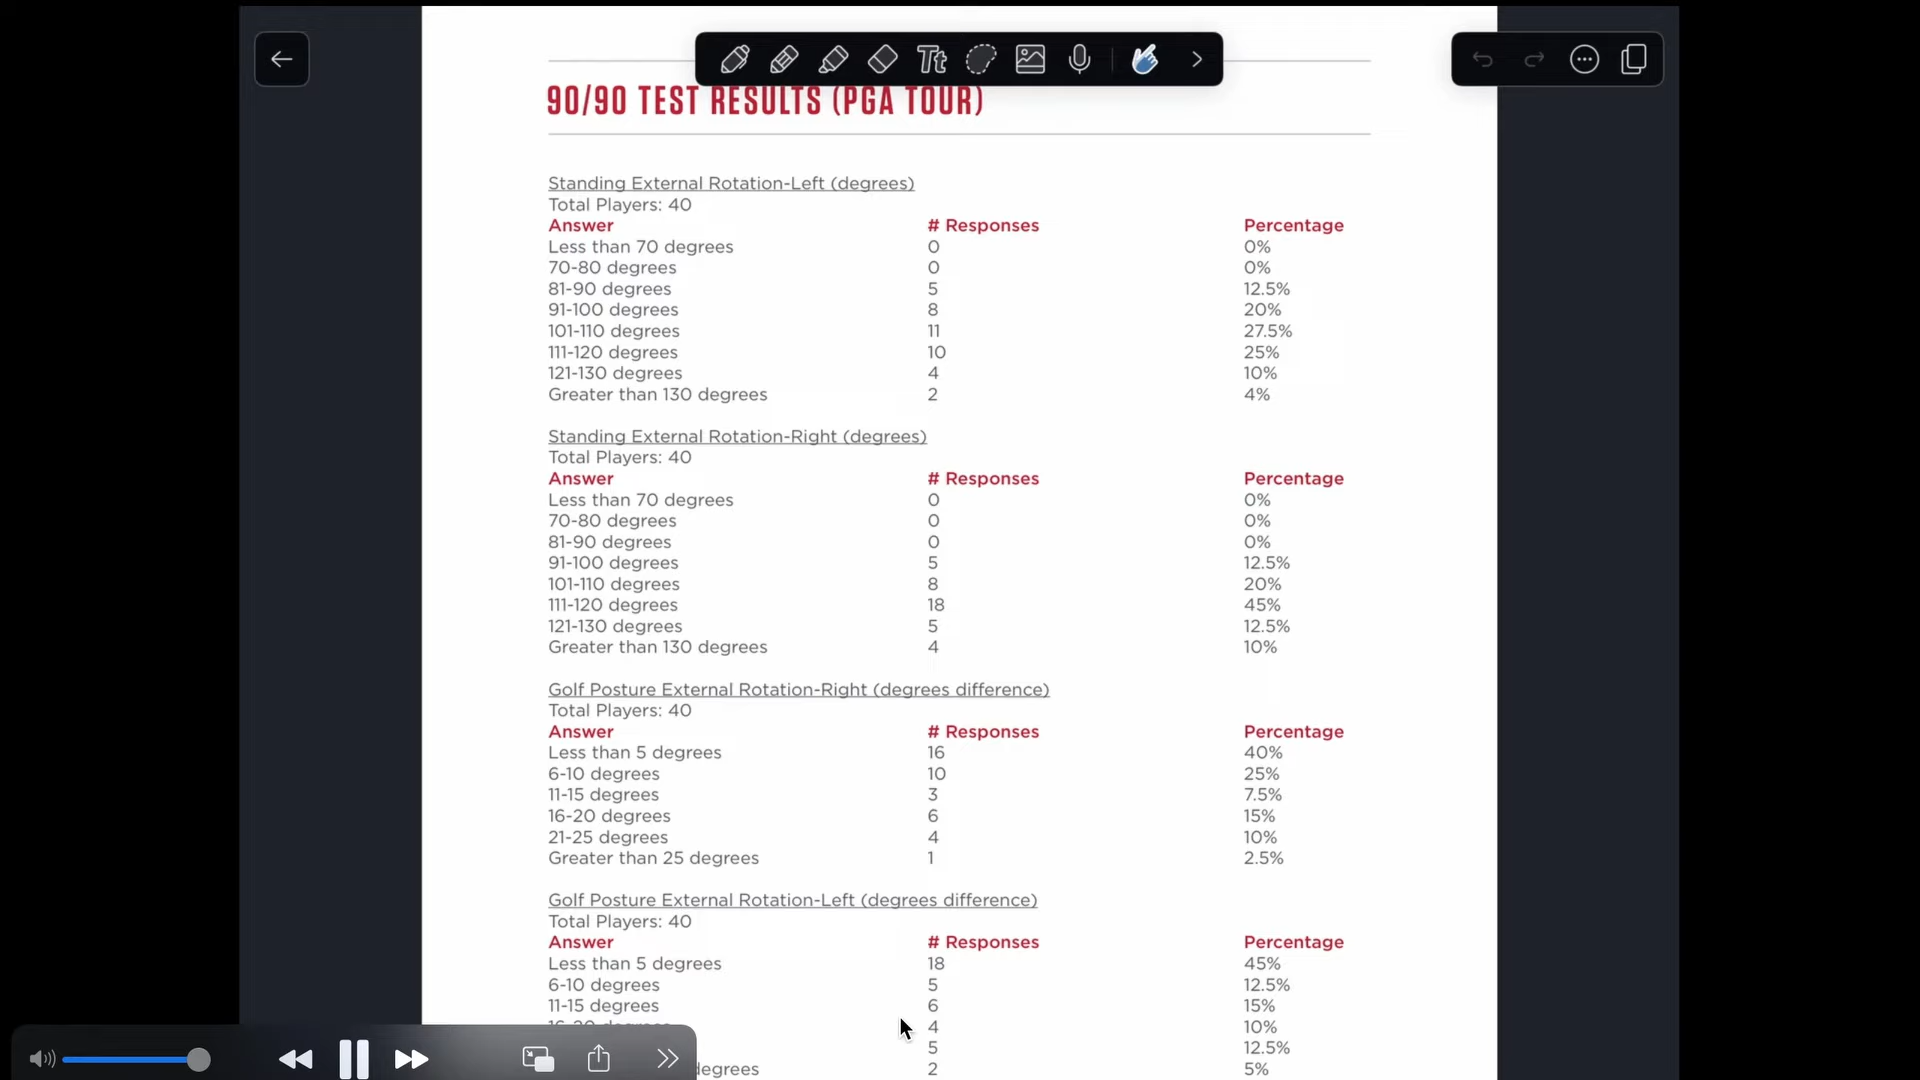 Tt
90/90 TEST RESULTS (PGA TOUR)
Standing External Rotation-Left (degrees)
Total Players: 40
Answer # Responses Percentage
Less than 70 degrees 0 0%
70-80 degrees 0 0%
81-90 degrees 5 12.5%
91-100 degrees 8 20%
101-110 degrees 11 27.5%
111-120 degrees 10 25%
121-130 degrees 4 10%
Greater than 130 degrees 2 4%
Standing External Rotation-Right (degrees)
Total Players: 40
Answer # Responses Percentage
Less than 70 degrees 0 0%
70-80 degrees 0 0%
81-90 degrees 0 0%
91-100 degrees 5 12.5%
101-110 degrees 8 20%
111-120 degrees 18 45%
121-130 degrees 5 12.5%
Greater than 130 degrees 4 10%
Golf Posture External Rotation-Right (degrees difference)
Total Players: 40
Answer # Responses Percentage
Less than 5 degrees 16 40%
6-10 degrees 10 25%
11-15 degrees 3 7.5%
16-20 degrees 6 15%
21-25 degrees 4 10%
Greater than 25 degrees 1 2.5%
Golf Posture External Rotation-Left (degrees difference)
Total Players: 40
Answer # Responses Percentage
Less than 5 degrees 18 45%
6-10 degrees 5 12.5%
11-15 degrees 6 15%
16-20 degrees 4 10%
5 12.5%
degrees 2 5%